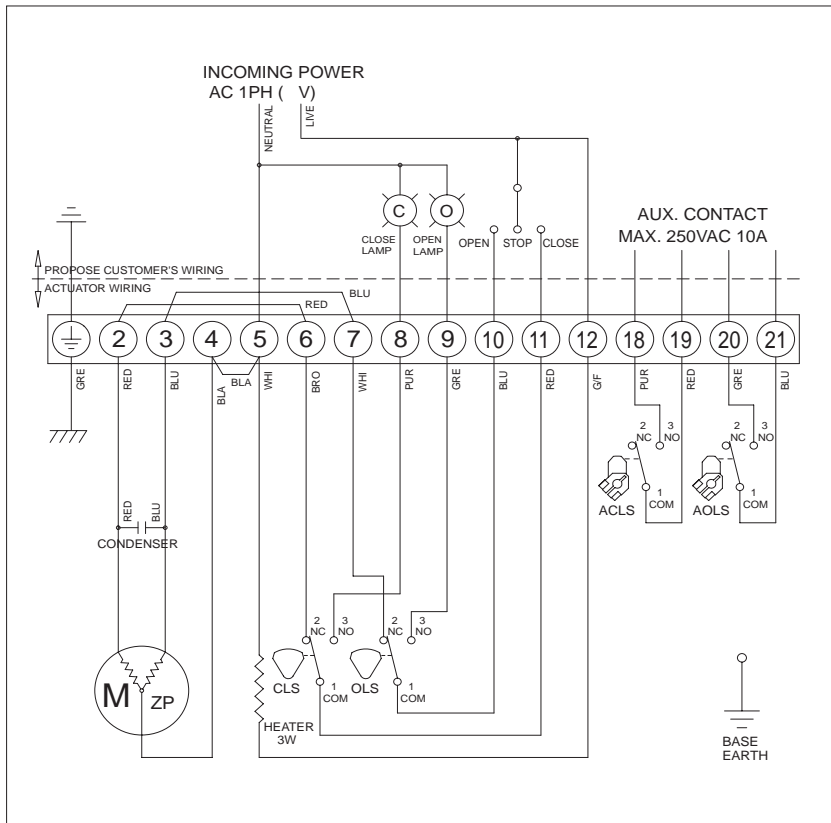 INCOMING POWER
AC 1PH (   V)
NEUTRAL
LIVE
C
O
CLOSE
LAMP
OPEN
LAMP
OPEN
STOP
CLOSE
AUX. CONTACT
MAX. 250VAC 10A
PROPOSE CUSTOMER'S WIRING
ACTUATOR WIRING
BLU
RED
2
3
4
5
6
7
8
9
10
11
12
18
19
20
21
BLA
GRE
RED
BLU
BLA
WHI
BRO
WHI
PUR
GRE
BLU
RED
G/F
PUR
RED
GRE
BLU
2
NC
3
NO
1
COM
ACLS
2
NC
3
NO
1
COM
AOLS
RED
BLU
CONDENSER
M
ZP
HEATER
3W
2
NC
3
NO
1
COM
CLS
2
NC
3
NO
1
COM
OLS
BASE
EARTH